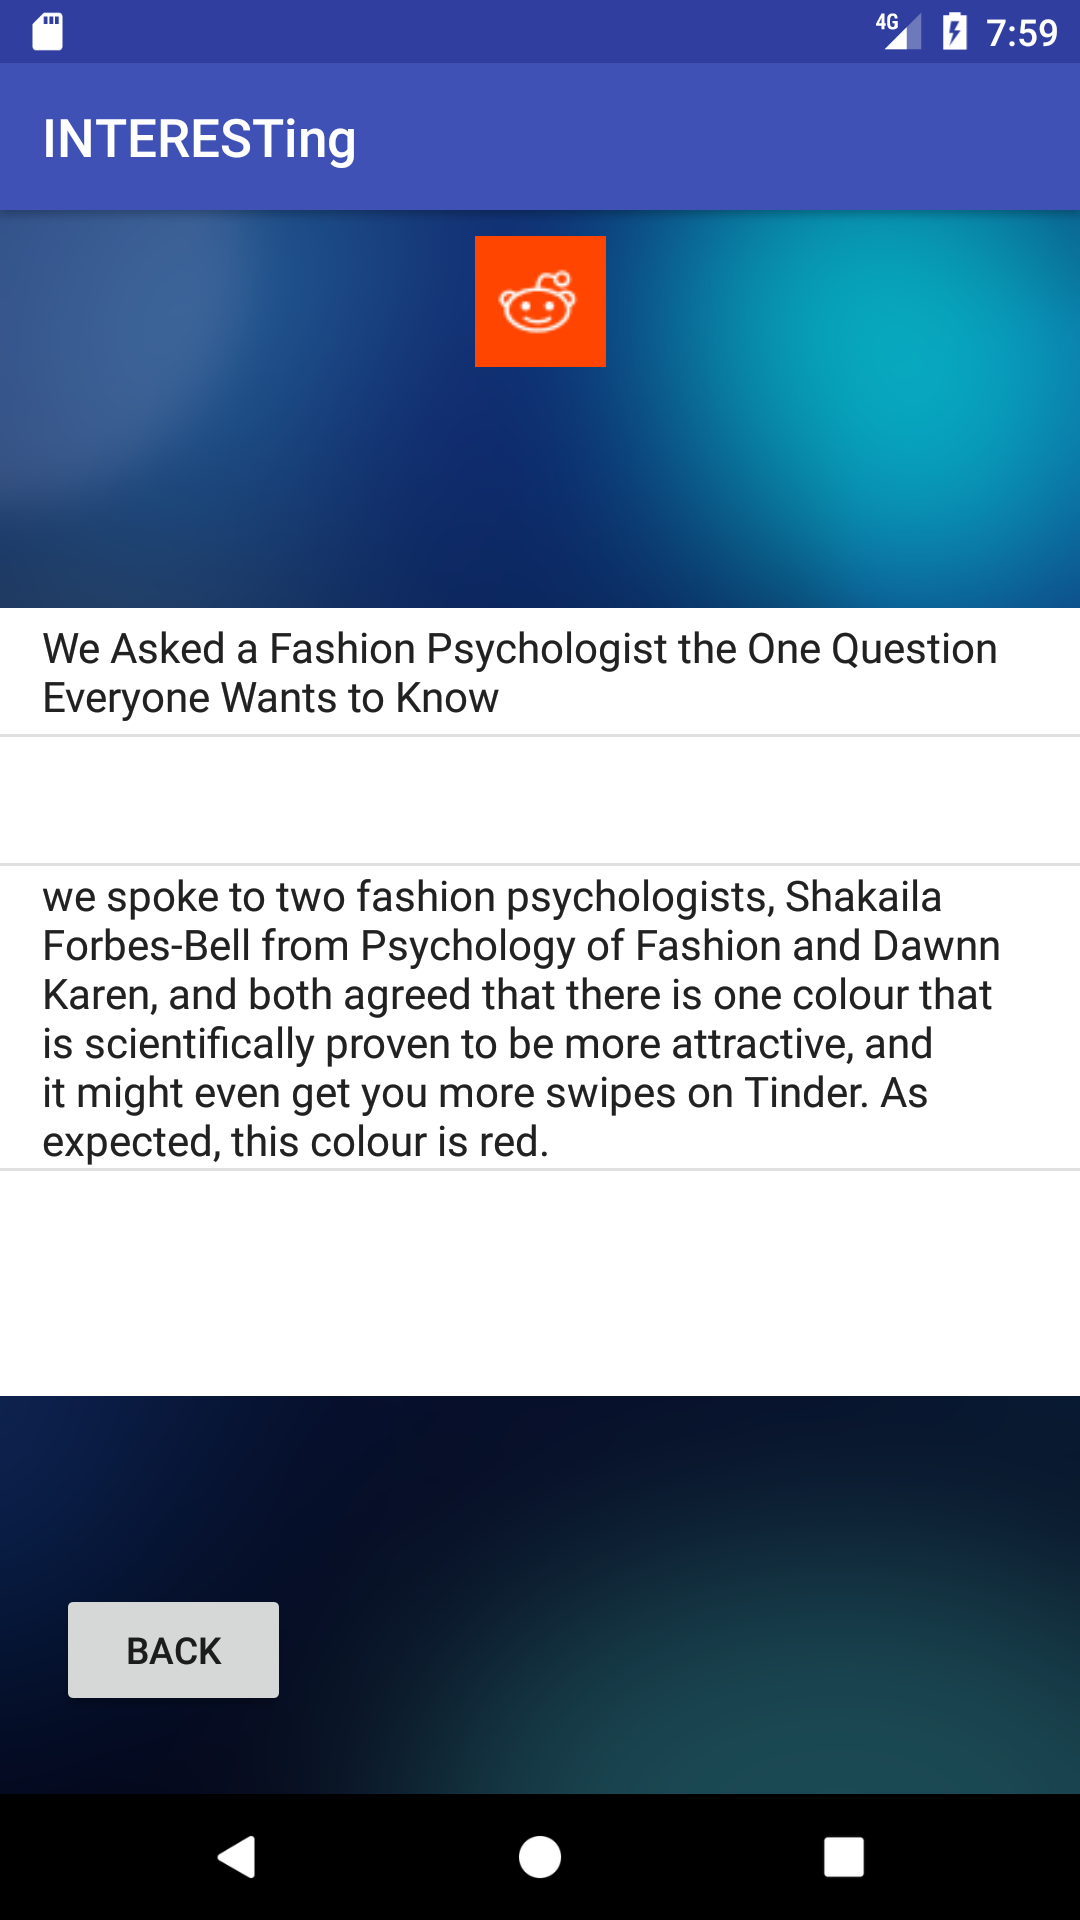 4G 7:59
INTERESTing
We Asked a Fashion Psychologist the One Question
Everyone Wants to Know
we spoke to two fashion psychologists, Shakaila
Forbes-Bell from Psychology of Fashion and Dawnn
Karen, and both agreed that there is one colour that
is scientifically proven to be more attractive, and
it might even get you more swipes on Tinder. As
expected, this colour is red.
BACK